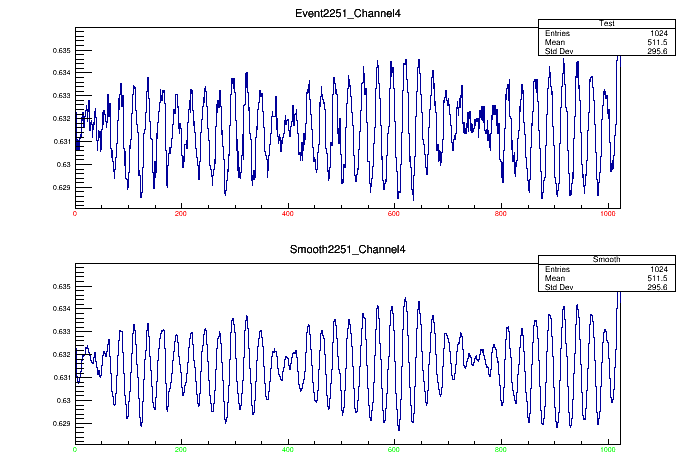 Event2251_Channel4
Test
Entries 1024
Mean 511.5
Std Dev 295.6
0.635
0.634
0.633
0.632
0.631
0.63
0.629
0 200 400 600 800 1000
Smooth2251_Channel4
Smooth
Entries 1024
Mean 511.5
Std Dev 295.6
0.635
0.634
0.633
0.632
0.631
0.63
0.629
0 200 400 600 800 1000